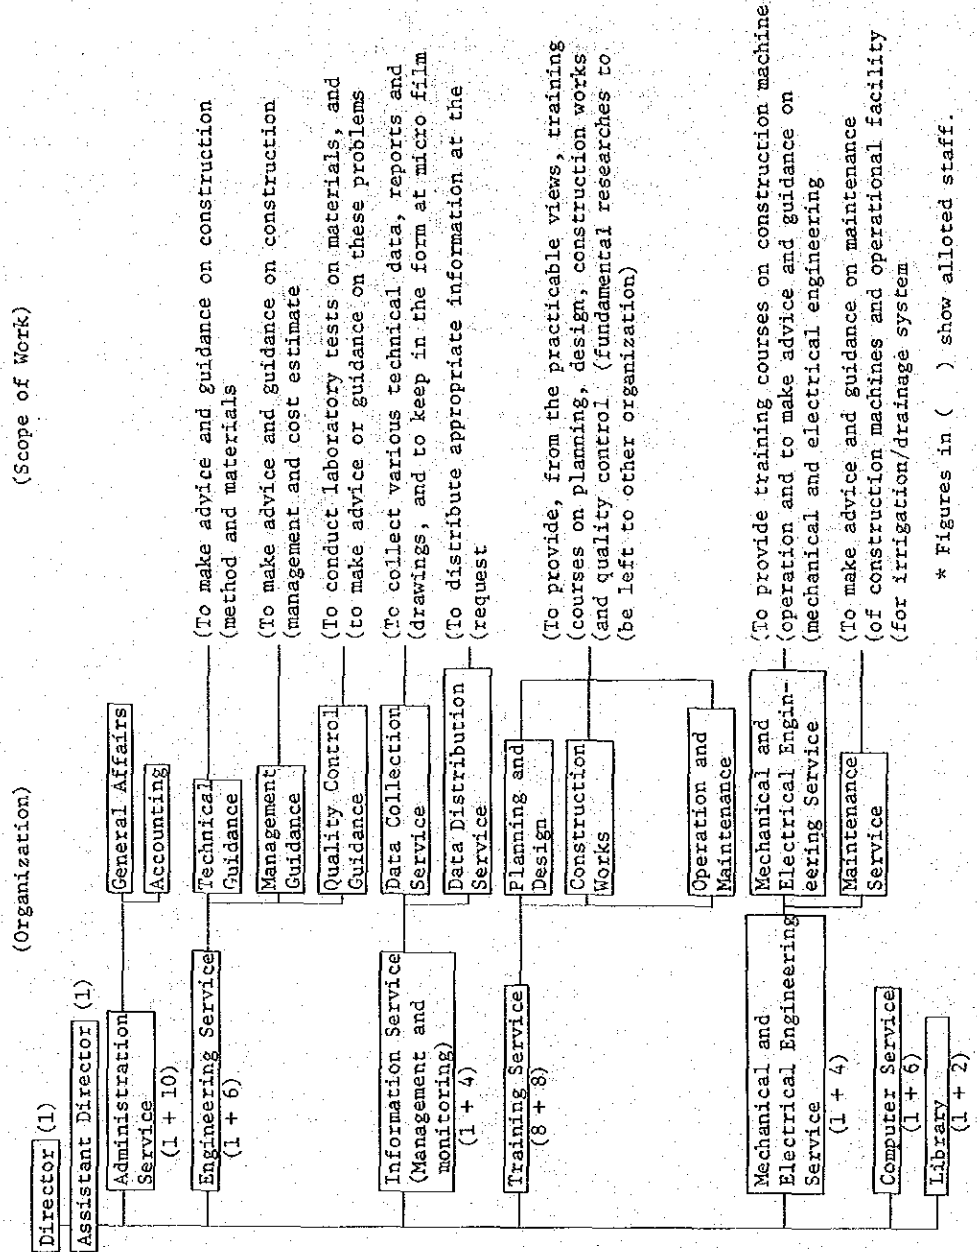 (Organization)
(Scope of Work)
Director (1)
Assistant Director (1)
Administration
Service
(1 + 10)
General Affairs
Accounting
Engineering Service
(1 + 6)
Technical
Guidance
(To make advice and guidance on construction
(method and materials
Management
Guidance
(To make advice and guidance on construction
(management and cost estimate
Quality Control
Guidance
(To conduct laboratory tests on materials, and
(to make advice or guidance on these problems
Information Service
(Management and
monitoring)
(1 + 4)
Data Collection
Service
(To collect various technical data, reports and
(drawings, and to keep in the form at micro film
Data Distribution
Service
(To distribute appropriate information at the
(request
Training Service
(8 + 8)
Planning and
Design
Construction
Works
Operation and
Maintenance
(To provide, from the practicable views, training
(courses on planning, design, construction works
(and quality control (fundamental researches to
(be left to other organization)
Mechanical and
Electrical Engineering
Service
(1 + 4)
Mechanical and
Electrical Engin-
eering Service
(To provide training courses on construction machine
(operation and to make advice and guidance on
(mechanical and electrical engineering
Maintenance
Service
(To make advice and guidance on maintenance
(of construction machines and operational facility
(for irrigation/drainage system
Computer Service
(1 + 6)
Library
(1 + 2)
* Figures in ( ) show alloted staff.